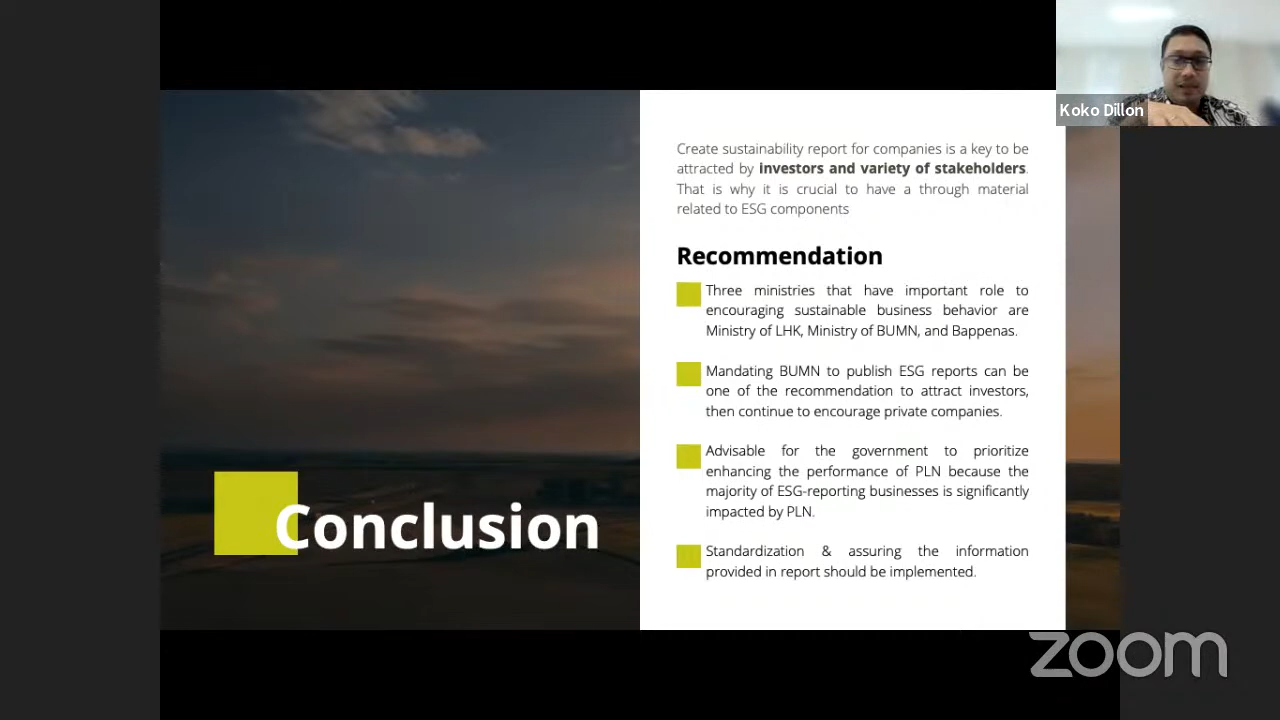 Koko Dillon
Create sustainability report for companies is a key to be
attracted by investors and variety of stakeholders.
That is why it is crucial to have a through material
related to ESG components
Recommendation
Three ministries that have important role to
encouraging sustainable business behavior are
Ministry of LHK, Ministry of BUMN, and Bappenas.
Mandating BUMN to publish ESG reports can be
one of the recommendation to attract investors,
then continue to encourage private companies.
Advisable for the government to prioritize
enhancing the performance of PLN because the
majority of ESG-reporting businesses is significantly
impacted by PLN.
Standardization & assuring the information
provided in report should be implemented.
Conclusion
zoom